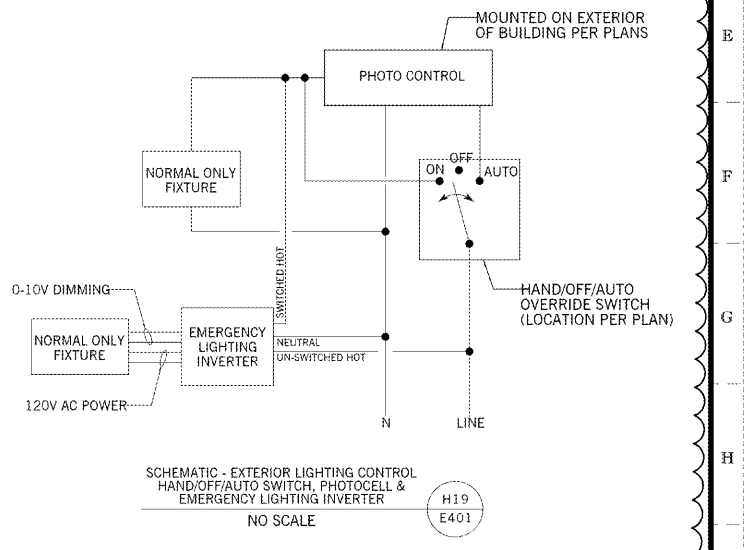 MOUNTED ON EXTERIOR
OF BUILDING PER PLANS
E
PHOTO CONTROL
OFF
ON
AUTO
F
NORMAL ONLY
FIXTURE
SWITCHED HOT
0-10V DIMMING
HAND/OFF/AUTO
OVERRIDE SWITCH
(LOCATION PER PLAN)
G
NORMAL ONLY
FIXTURE
EMERGENCY
LIGHTING
INVERTER
NEUTRAL
UN-SWITCHED HOT
120V AC POWER
N
LINE
H
SCHEMATIC - EXTERIOR LIGHTING CONTROL
HAND/OFF/AUTO SWITCH, PHOTOCELL &
EMERGENCY LIGHTING INVERTER
NO SCALE
H19
E401